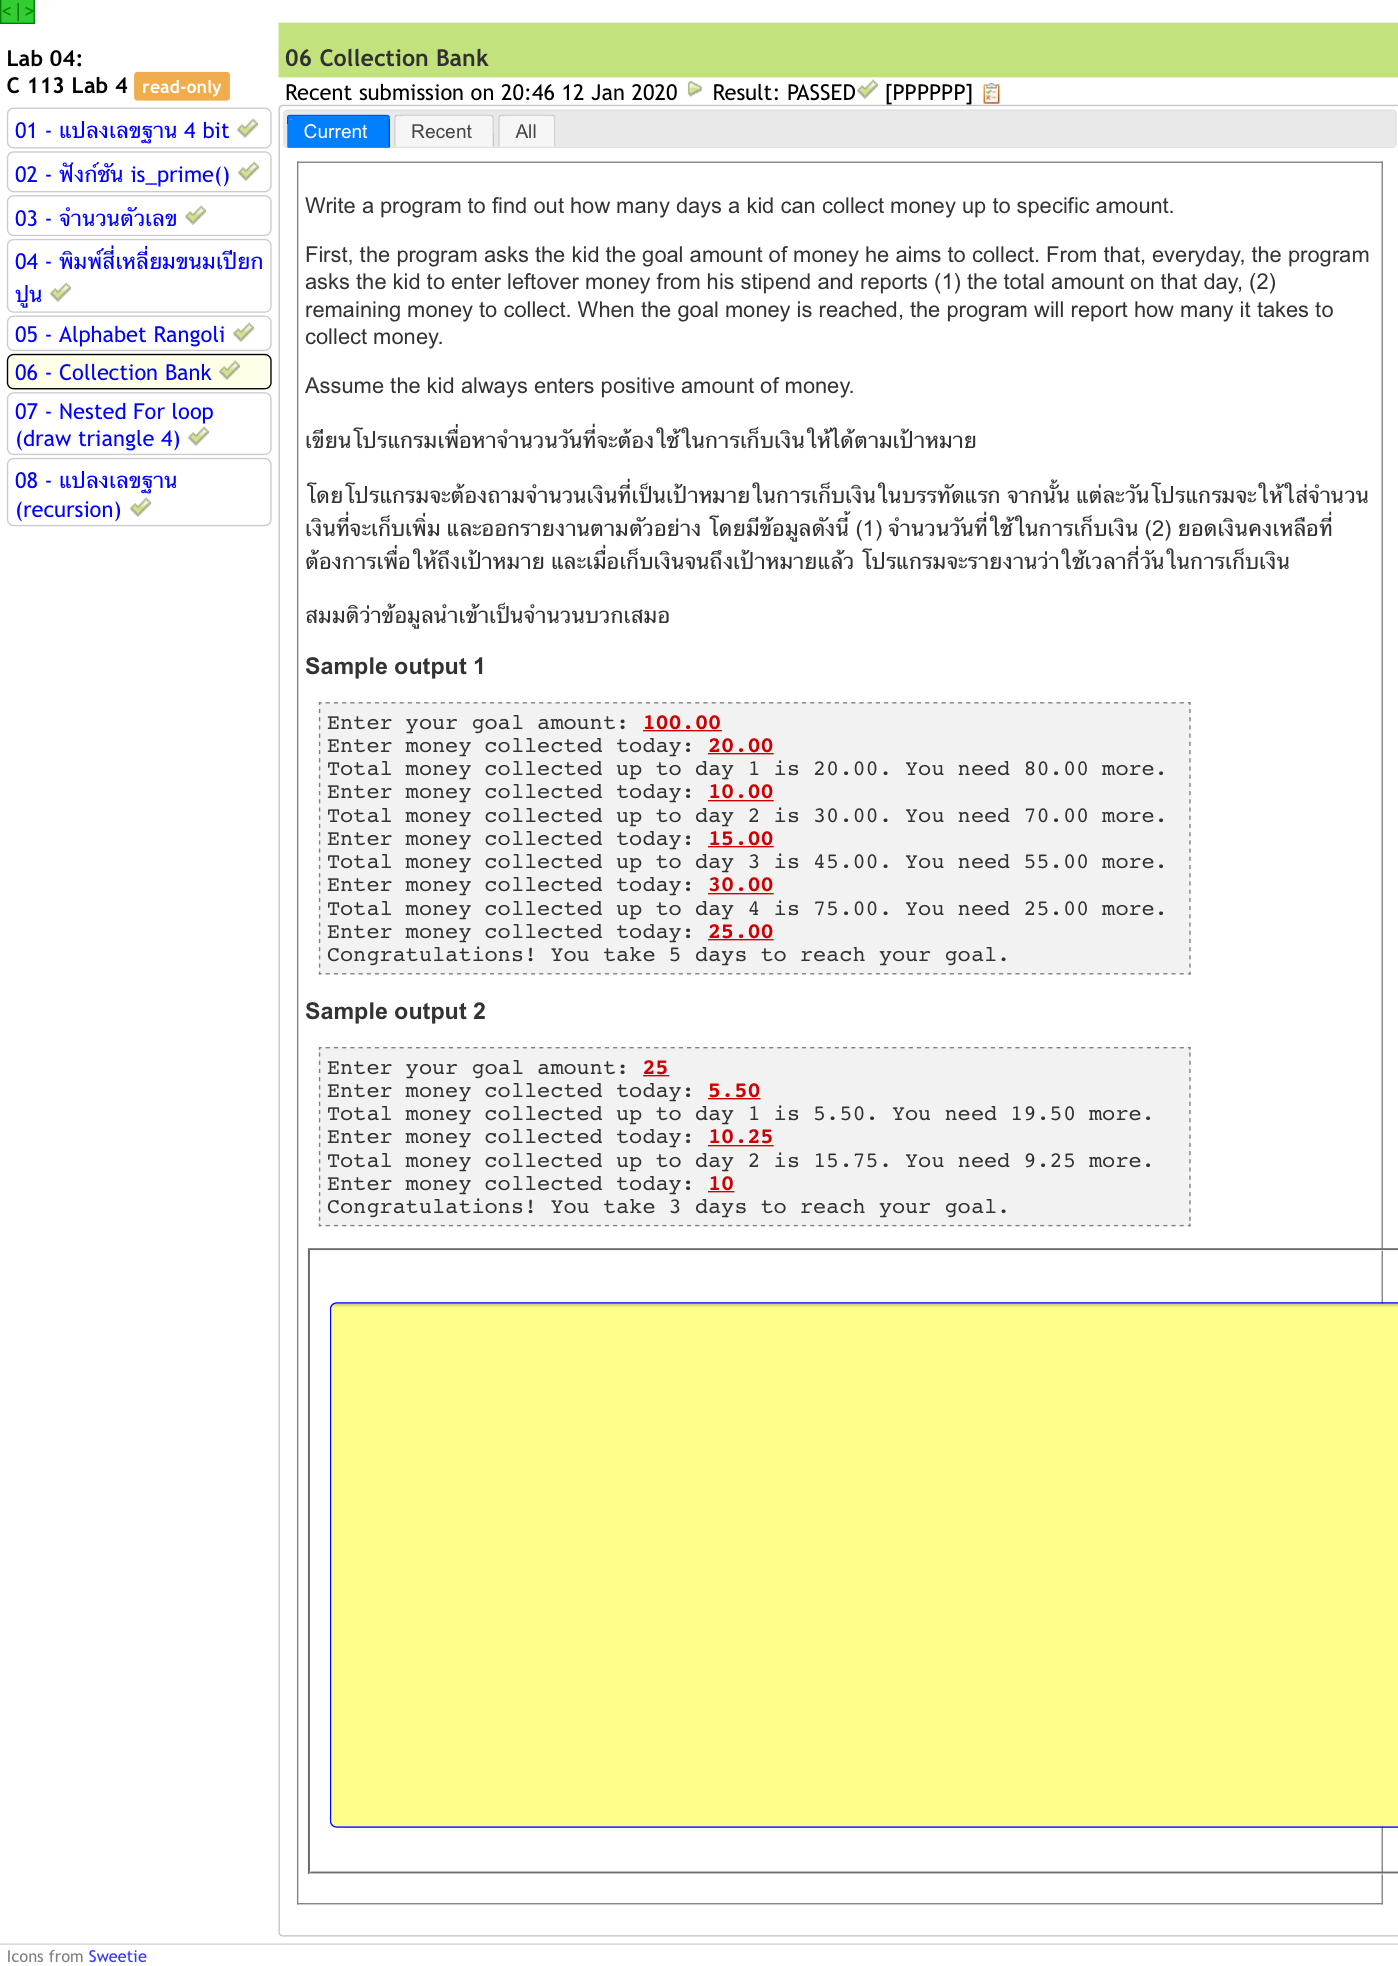 <|>
Lab 04:
C 113 Lab 4 read-only
01 - แปลงเลขฐาน 4 bit
02 - ฟังก์ชัน is_prime()
03 - จำนวนตัวเลข
04 - พิมพ์สี่เหลี่ยมขนมเปียก
ปูน
05 - Alphabet Rangoli
06 - Collection Bank
07 - Nested For loop
(draw triangle 4)
08 - แปลงเลขฐาน
(recursion)
06 Collection Bank
Recent submission on 20:46 12 Jan 2020 Result: PASSED [PPPPPP]
Current Recent All
Write a program to find out how many days a kid can collect money up to specific amount.
First, the program asks the kid the goal amount of money he aims to collect. From that, everyday, the program
asks the kid to enter leftover money from his stipend and reports (1) the total amount on that day, (2)
remaining money to collect. When the goal money is reached, the program will report how many it takes to
collect money.
Assume the kid always enters positive amount of money.
เขียนโปรแกรมเพื่อหาจำนวนวันที่จะต้องใช้ในการเก็บเงินให้ได้ตามเป้าหมาย
โดยโปรแกรมจะต้องถามจำนวนเงินที่เป็นเป้าหมายในการเก็บเงินในบรรทัดแรก จากนั้น แต่ละวันโปรแกรมจะให้ใส่จำนวน
เงินที่จะเก็บเพิ่ม และออกรายงานตามตัวอย่าง โดยมีข้อมูลดังนี้ (1) จำนวนวันที่ใช้ในการเก็บเงิน (2) ยอดเงินคงเหลือที่
ต้องการเพื่อให้ถึงเป้าหมาย และเมื่อเก็บเงินจนถึงเป้าหมายแล้ว โปรแกรมจะรายงานว่าใช้เวลากี่วันในการเก็บเงิน
สมมติว่าข้อมูลนำเข้าเป็นจำนวนบวกเสมอ
Sample output 1
Enter your goal amount: 100.00
Enter money collected today: 20.00
Total money collected up to day 1 is 20.00. You need 80.00 more.
Enter money collected today: 10.00
Total money collected up to day 2 is 30.00. You need 70.00 more.
Enter money collected today: 15.00
Total money collected up to day 3 is 45.00. You need 55.00 more.
Enter money collected today: 30.00
Total money collected up to day 4 is 75.00. You need 25.00 more.
Enter money collected today: 25.00
Congratulations! You take 5 days to reach your goal.
Sample output 2
Enter your goal amount: 25
Enter money collected today: 5.50
Total money collected up to day 1 is 5.50. You need 19.50 more.
Enter money collected today: 10.25
Total money collected up to day 2 is 15.75. You need 9.25 more.
Enter money collected today: 10
Congratulations! You take 3 days to reach your goal.
Icons from Sweetie